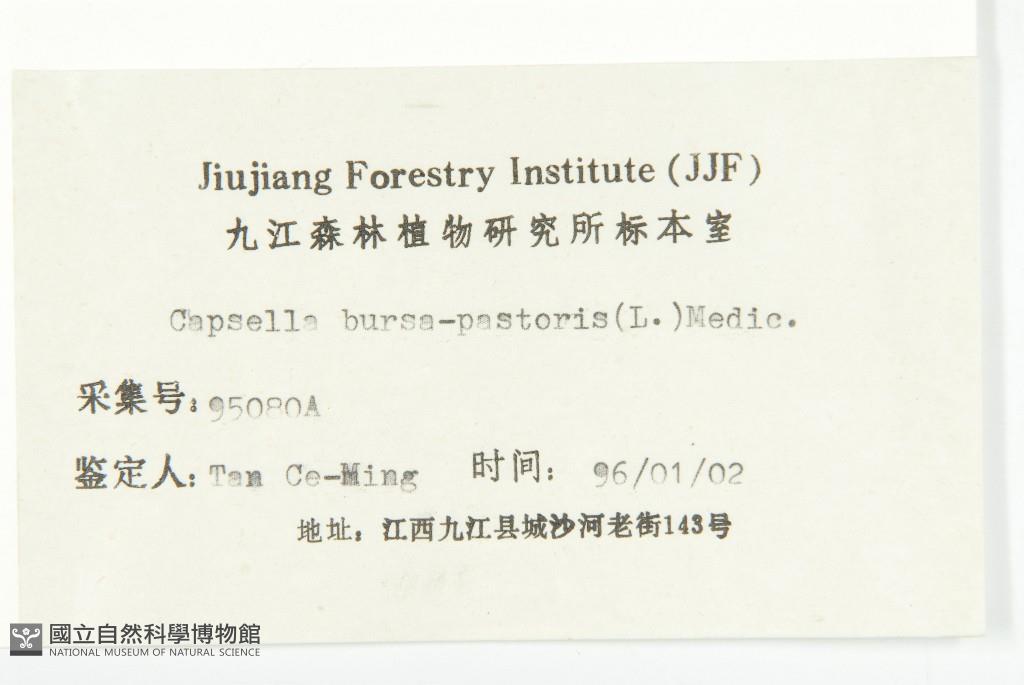 Jiujiang Forestry Institute (JJF)
九江森林植物研究所标本室
Capsella bursa-pastoris(L.)Medic.
采集号: 95080A
鉴定人: Tan Ce-Ming 时间: 96/01/02
地址: 江西九江县城沙河老街143号
國立自然科學博物館
NATIONAL MUSEUM OF NATURAL SCIENCE